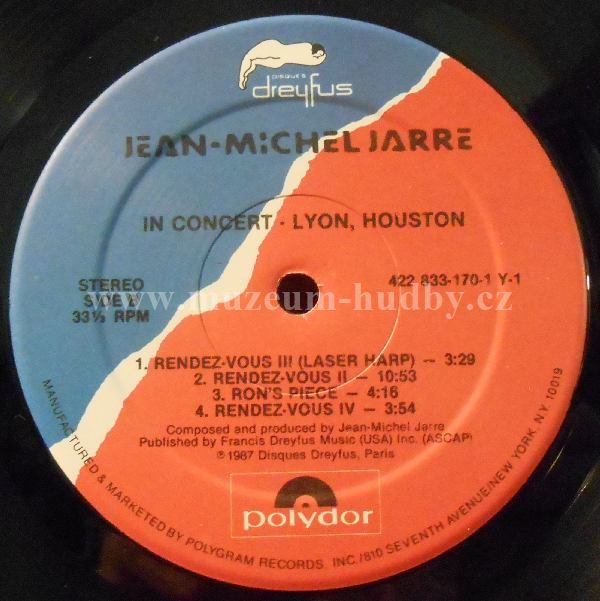 DISQUES
dreyfus
JEAN-MICHEL JARRE
IN CONCERT - LYON, HOUSTON
STEREO
SIDE B
33⅓ RPM
422 833-170-1 Y-1
www.muzeum-hudby.cz
1. RENDEZ-VOUS III (LASER HARP) — 3:29
2. RENDEZ-VOUS II — 10:53
3. RON'S PIECE — 4:16
4. RENDEZ-VOUS IV — 3:54
Composed and produced by Jean-Michel Jarre
Published by Francis Dreyfus Music (USA) Inc. (ASCAP)
℗ 1987 Disques Dreyfus, Paris
polydor
MANUFACTURED & MARKETED BY POLYGRAM RECORDS, INC./810 SEVENTH AVENUE/NEW YORK, N.Y. 10019